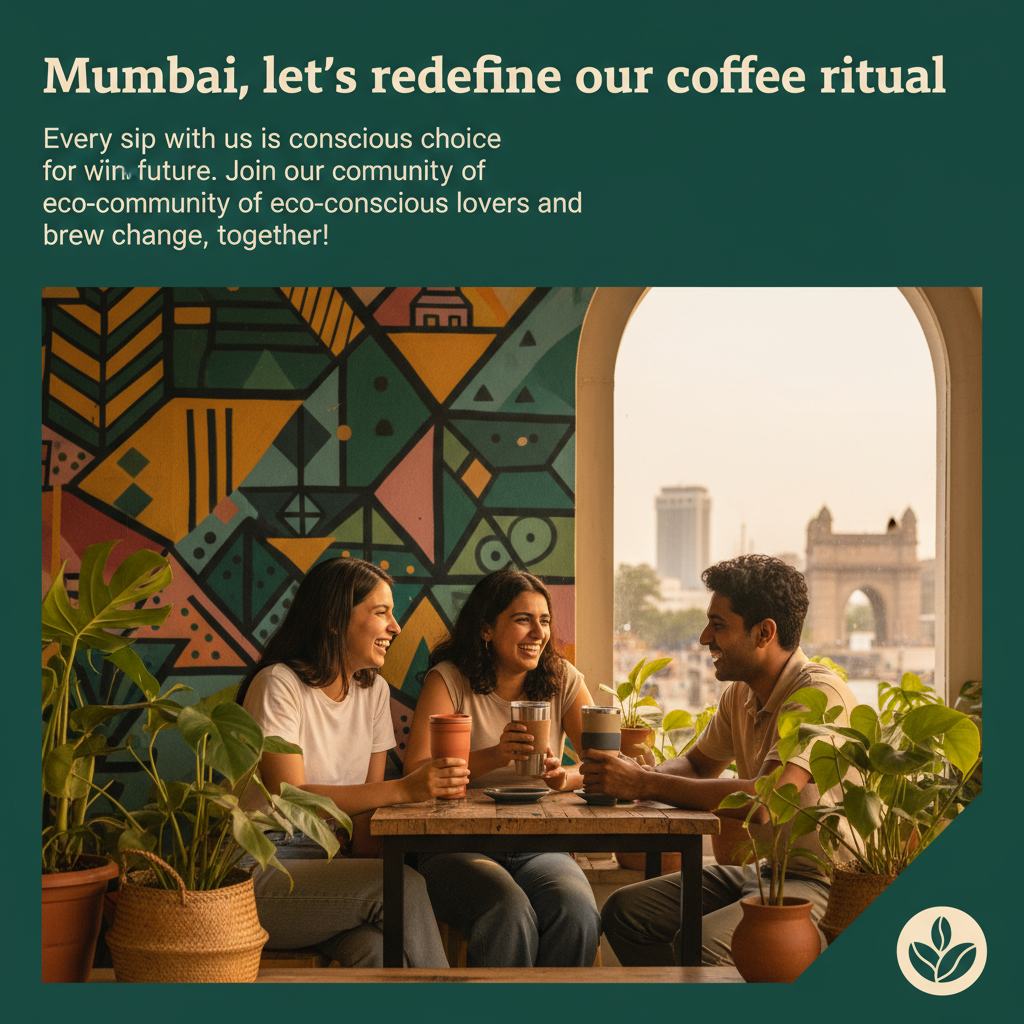 Mumbai, let's redefine our coffee ritual
Every sip with us is conscious choice
for win. future. Join our comunity of
eco-community of eco-conscious lovers and
brew change, together!